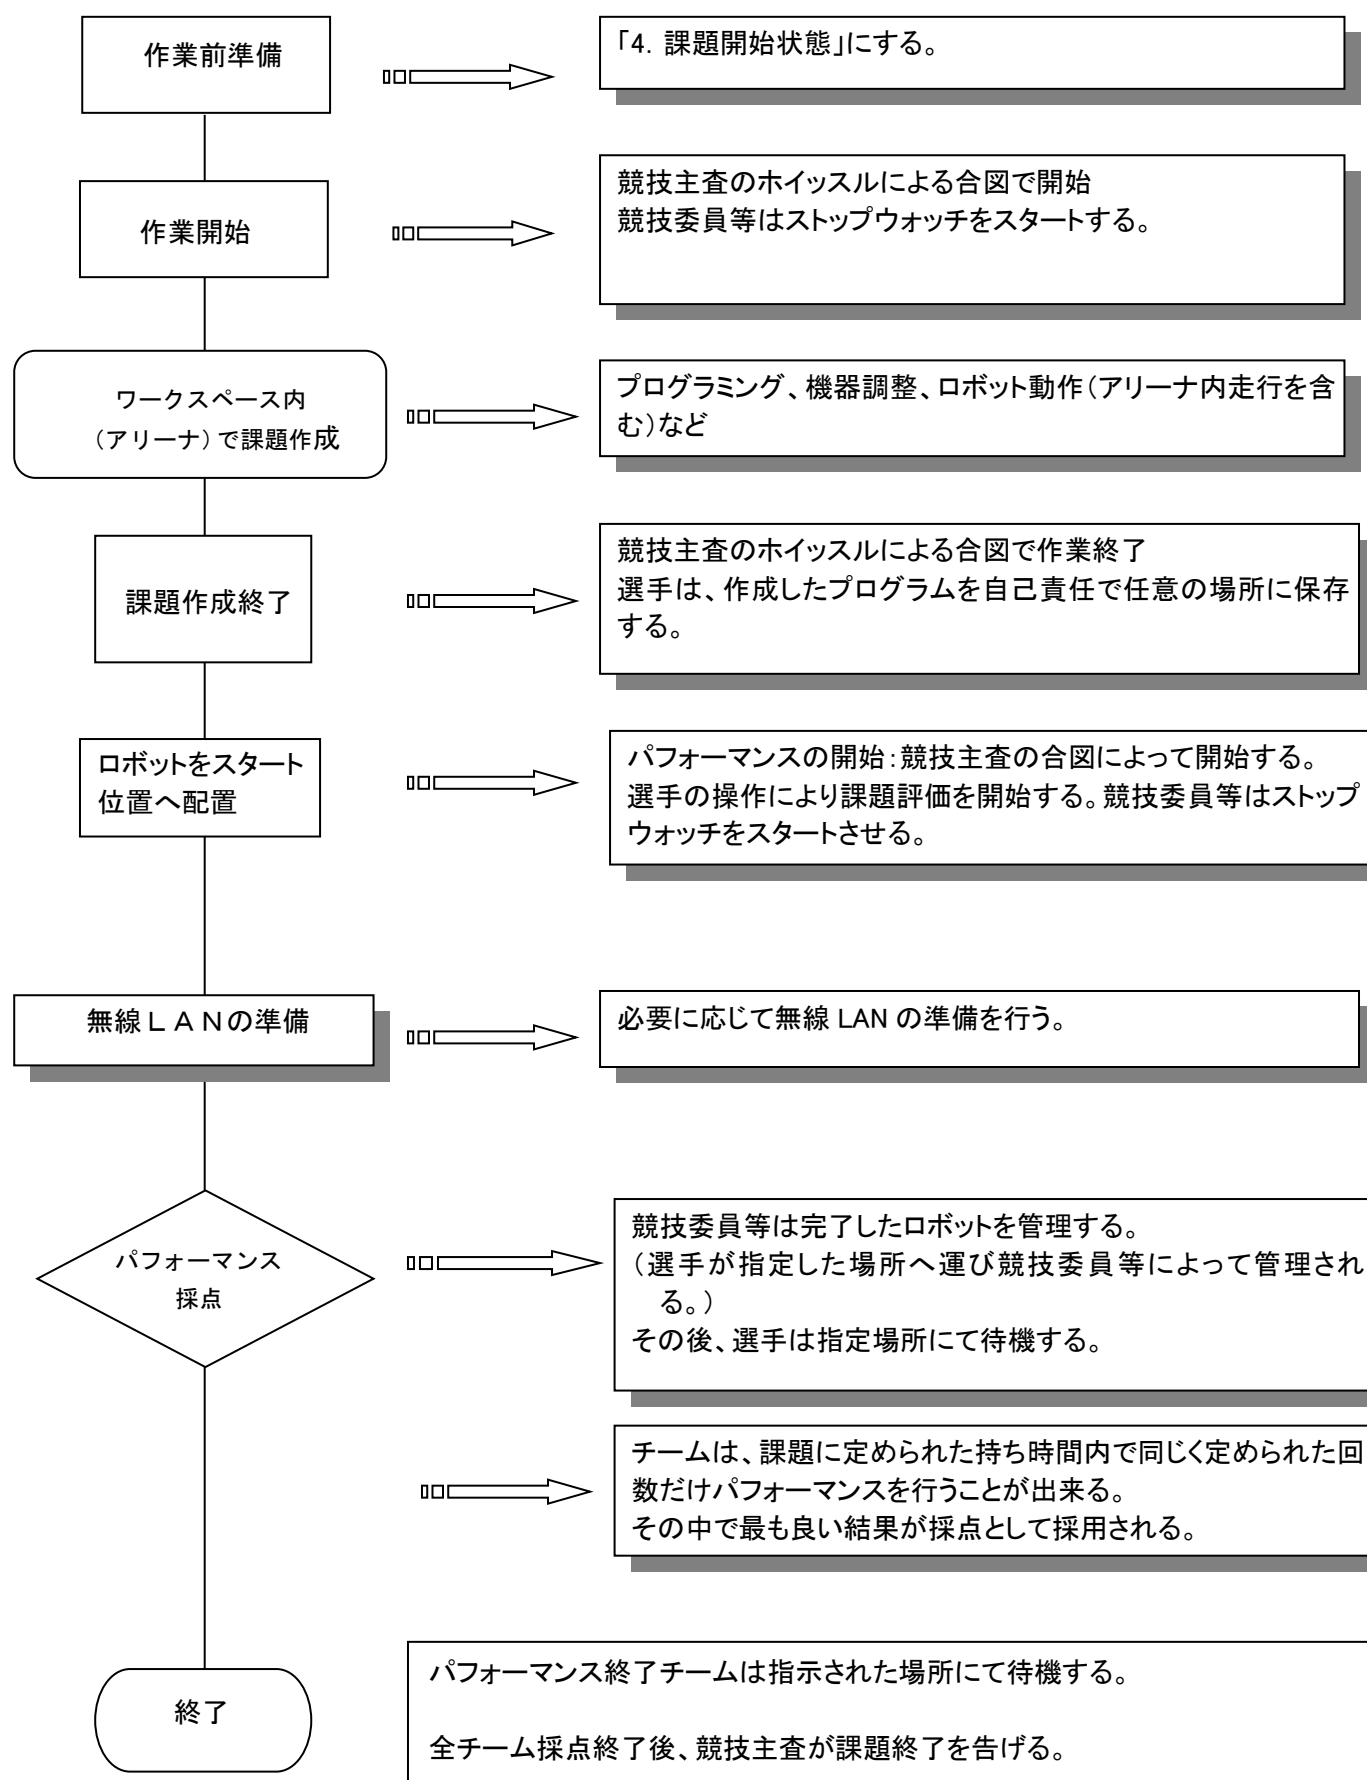 作業前準備
「4．課題開始状態」にする。
作業開始
競技主査のホイッスルによる合図で開始
競技委員等はストップウォッチをスタートする。
ワークスペース内
（アリーナ）で課題作成
プログラミング、機器調整、ロボット動作（アリーナ内走行を含
む）など
課題作成終了
競技主査のホイッスルによる合図で作業終了
選手は、作成したプログラムを自己責任で任意の場所に保存
する。
ロボットをスタート
位置へ配置
パフォーマンスの開始：競技主査の合図によって開始する。
選手の操作により課題評価を開始する。競技委員等はストップ
ウォッチをスタートさせる。
無線ＬＡＮの準備
必要に応じて無線 LAN の準備を行う。
パフォーマンス
採点
競技委員等は完了したロボットを管理する。
（選手が指定した場所へ運び競技委員等によって管理され
る。）
その後、選手は指定場所にて待機する。
チームは、課題に定められた持ち時間内で同じく定められた回
数だけパフォーマンスを行うことが出来る。
その中で最も良い結果が採点として採用される。
終了
パフォーマンス終了チームは指示された場所にて待機する。
全チーム採点終了後、競技主査が課題終了を告げる。